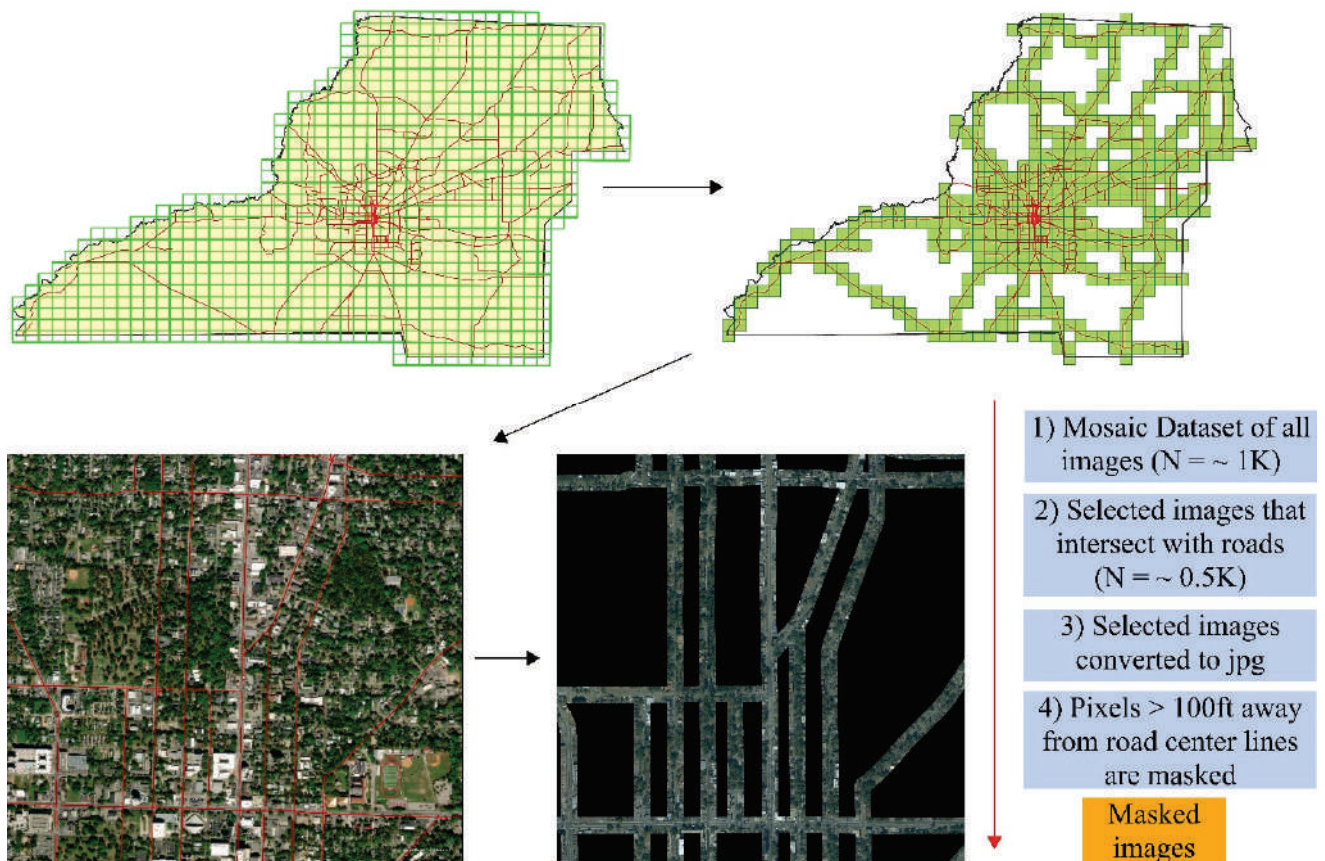 1) Mosaic Dataset of all
images (N = ~ 1K)
2) Selected images that
intersect with roads
(N = ~ 0.5K)
3) Selected images
converted to jpg
4) Pixels > 100ft away
from road center lines
are masked
Masked
images